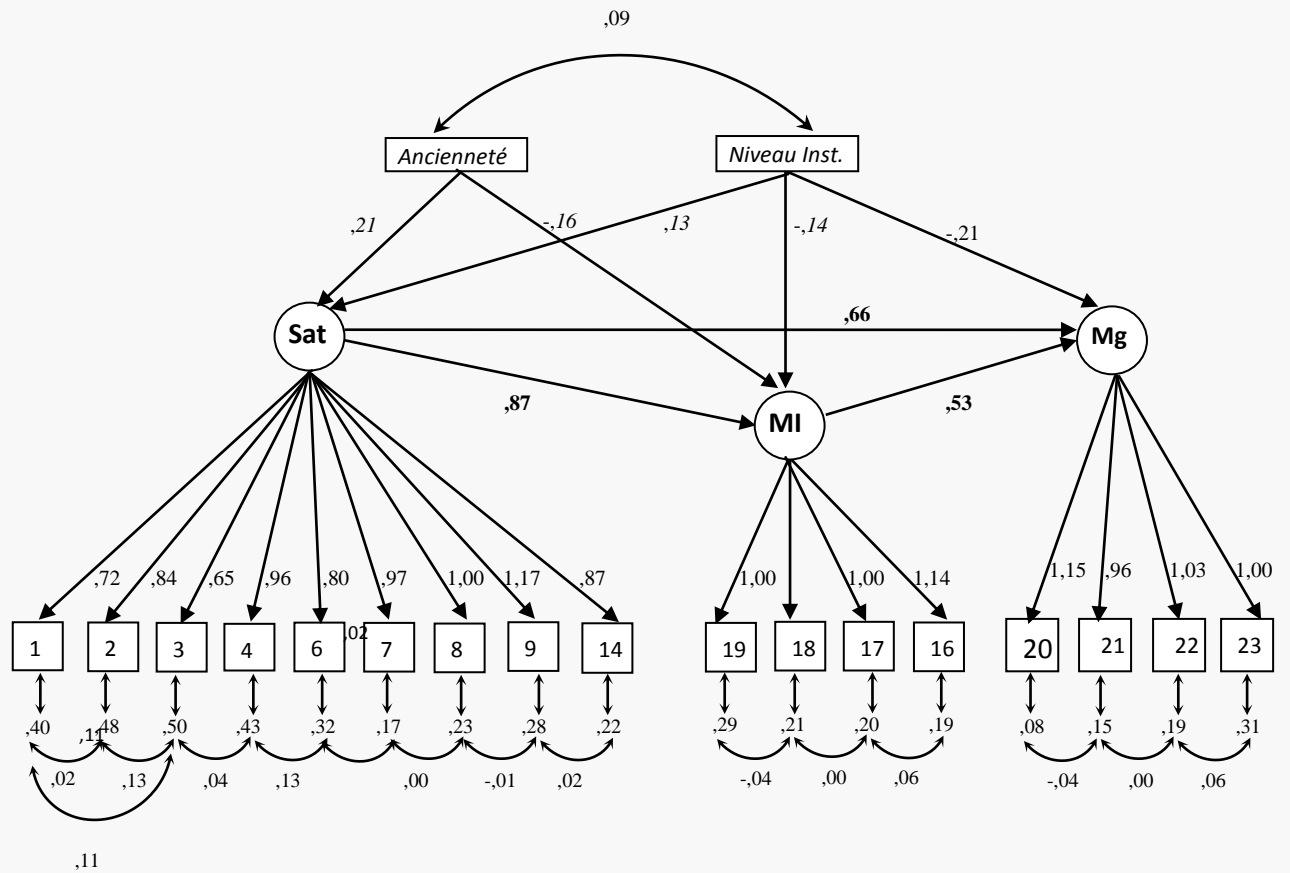 ,09
Ancienneté
Niveau Inst.
,21
-,16
,13
-,14
-,21
Sat
,66
Mg
,87
MI
,53
,72 ,84 ,65 ,96 ,80 ,97 1,00 1,17 ,87 1,00 1,00 1,14 1,15 ,96 1,03 1,00
,02
1 2 3 4 6 7 8 9 14 19 18 17 16 20 21 22 23
,40 ,48 ,50 ,43 ,32 ,17 ,23 ,28 ,22 ,29 ,21 ,20 ,19 ,08 ,15 ,19 ,31
,11
,02 ,13 ,04 ,13 ,00 -,01 ,02 -,04 ,00 ,06 -,04 ,00 ,06
,11